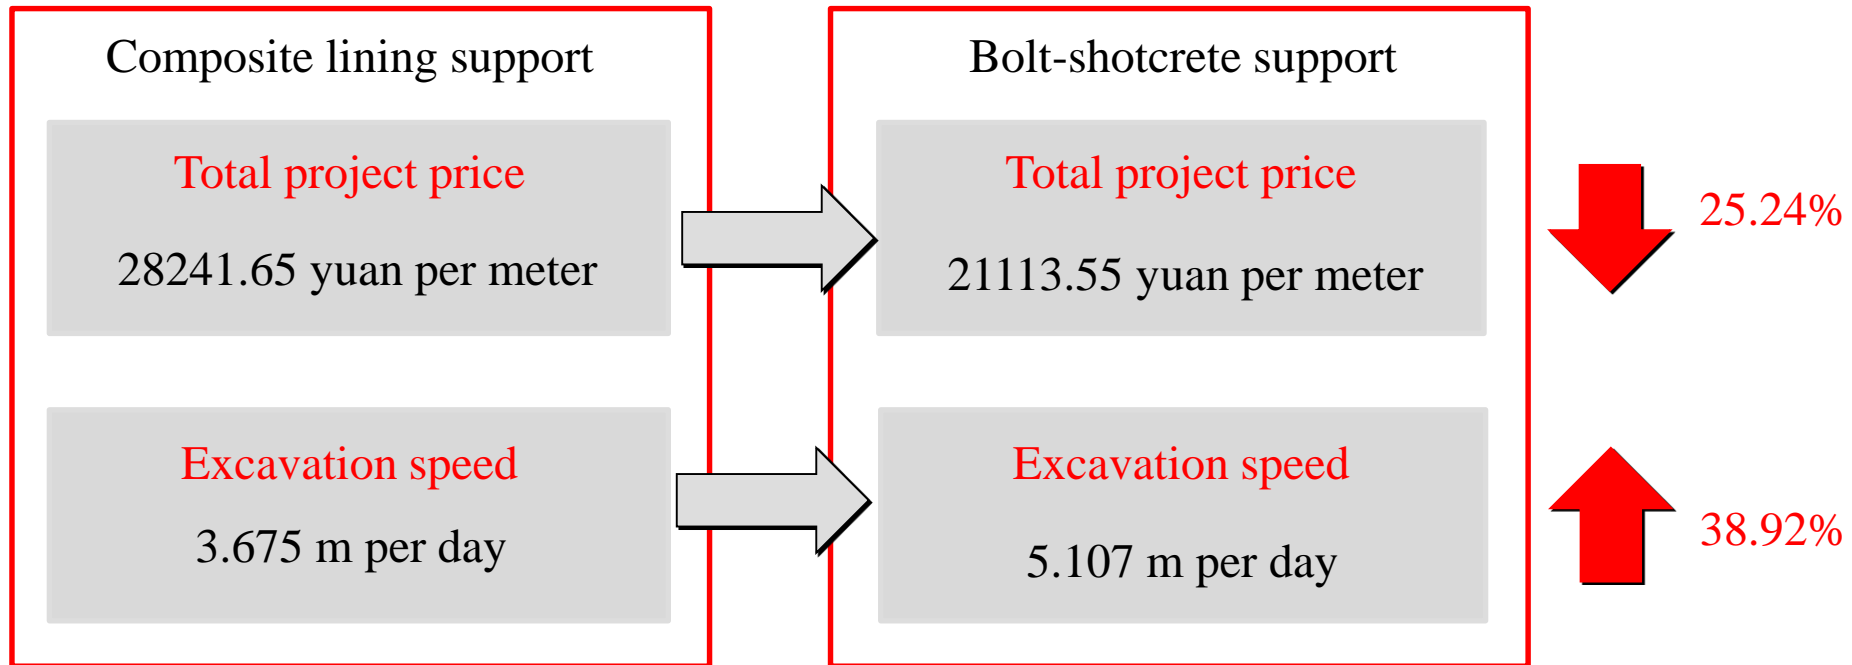 Composite lining support
Total project price
28241.65 yuan per meter
Excavation speed
3.675 m per day
Bolt-shotcrete support
Total project price
21113.55 yuan per meter
Excavation speed
5.107 m per day
25.24%
38.92%